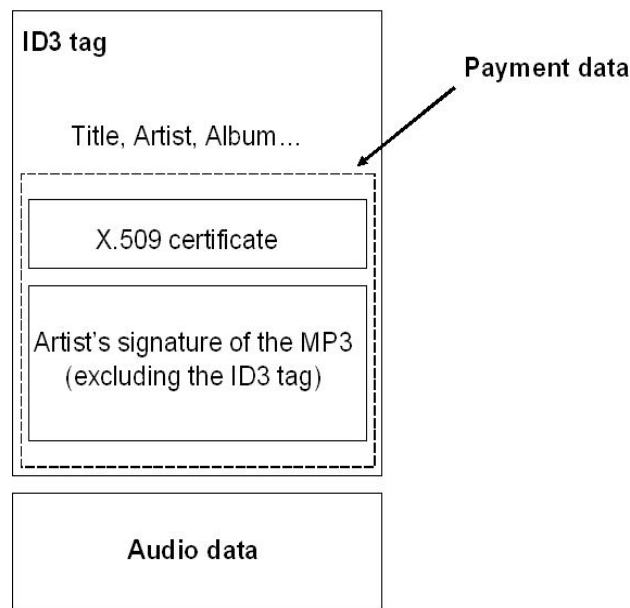 ID3 tag
Payment data
Title, Artist, Album...
X.509 certificate
Artist's signature of the MP3
(excluding the ID3 tag)
Audio data